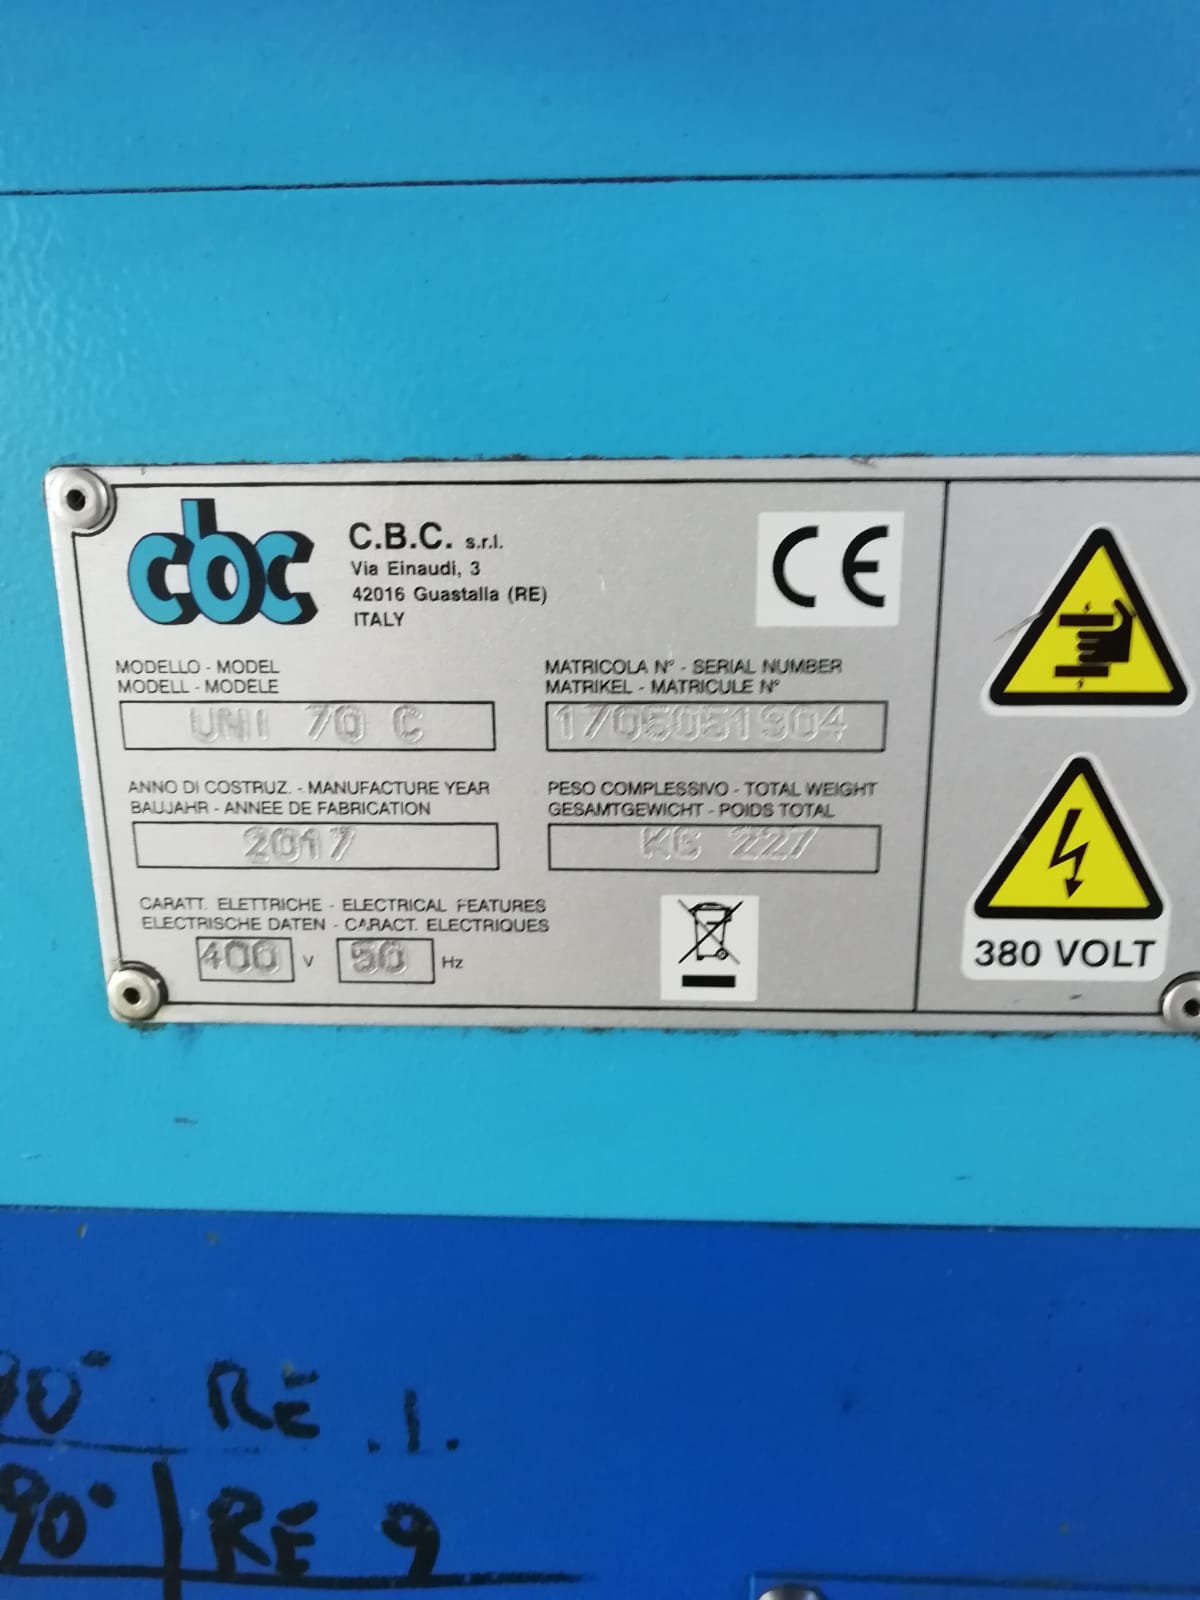 cbc
C.B.C. s.r.l.
Via Einaudi, 3
42016 Guastalla (RE)
ITALY
CE
MODELLO - MODEL
MODELL - MODELE
UNI 70 C
MATRICOLA N° - SERIAL NUMBER
MATRIKEL - MATRICULE N°
1705051904
ANNO DI COSTRUZ. - MANUFACTURE YEAR
BAUJAHR - ANNEE DE FABRICATION
2017
PESO COMPLESSIVO - TOTAL WEIGHT
GESAMTGEWICHT - POIDS TOTAL
KG 227
CARATT. ELETTRICHE - ELECTRICAL FEATURES
ELECTRISCHE DATEN - CARACT. ELECTRIQUES
400 V 50 Hz
380 VOLT
RE .1.
90° RE 9